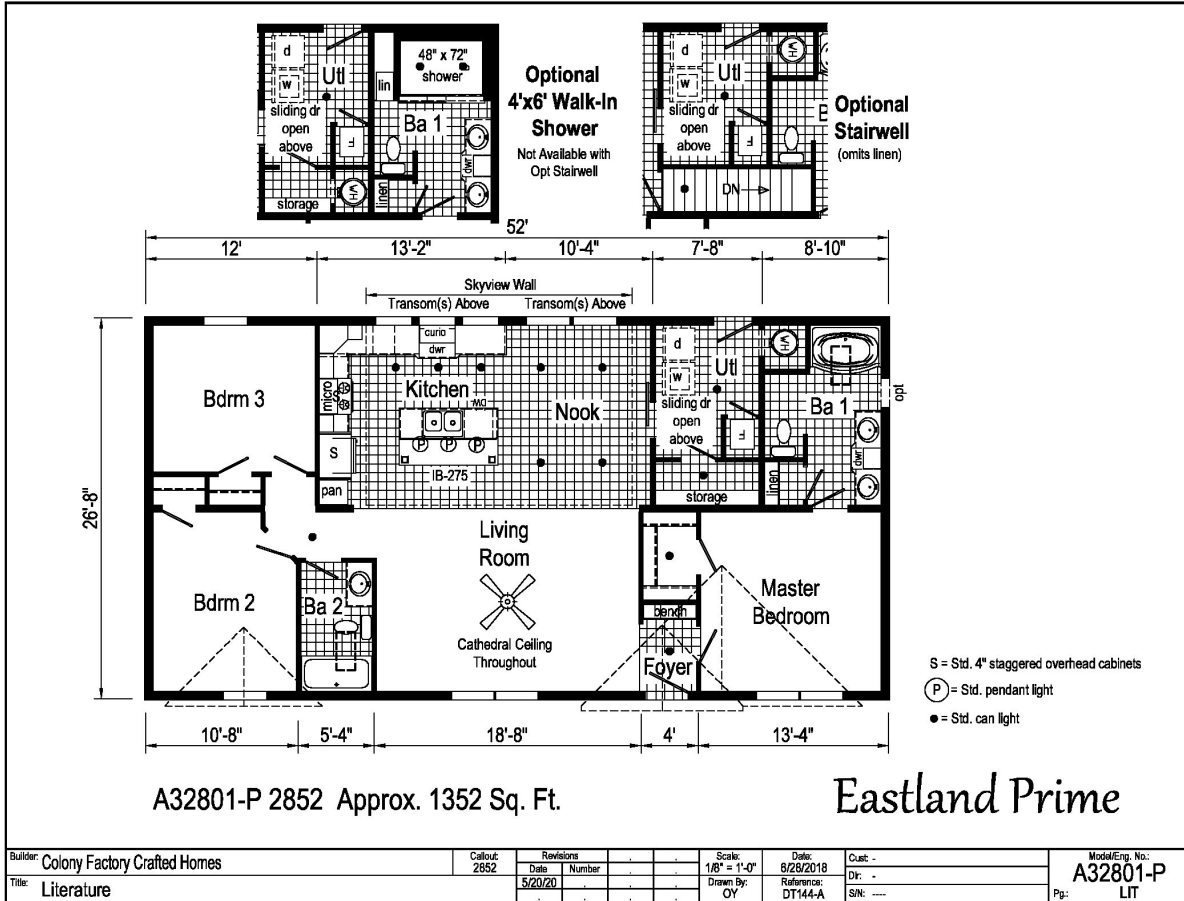 d
w
Utl
sliding dr
open
above
F
storage
WH
48" x 72"
shower
lin
Ba 1
dwr
linen
Optional
4'x6' Walk-In
Shower
Not Available with
Opt Stairwell
d
w
Utl
sliding dr
open
above
F
WH
DN
Optional
Stairwell
(omits linen)
52'
12'
13'-2"
10'-4"
7'-8"
8'-10"
Skyview Wall
Transom(s) Above
Transom(s) Above
26'-8"
Bdrm 3
curio
dwr
Kitchen
micro
S
DW
P
P
P
IB-275
S
pan
Nook
d
w
Utl
sliding dr
open
above
F
storage
WH
Ba 1
opt
dwr
linen
Living
Room
Cathedral Ceiling
Throughout
Bdrm 2
Ba 2
bench
Foyer
Master
Bedroom
S = Std. 4" staggered overhead cabinets
P = Std. pendant light
● = Std. can light
10'-8"
5'-4"
18'-8"
4'
13'-4"
A32801-P 2852 Approx. 1352 Sq. Ft.
Eastland Prime
Builder: Colony Factory Crafted Homes
Title: Literature
Callout:
2852
Revisions
Date Number
5/20/20
Scale:
1/8" = 1'-0"
Drawn By:
OY
Date:
6/28/2018
Reference:
DT144-A
Cust: -
Dlr: -
S/N: ----
Model/Eng. No.:
A32801-P
Pg.: LIT